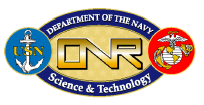 DEPARTMENT OF THE NAVY
USN
ONR
Science & Technology